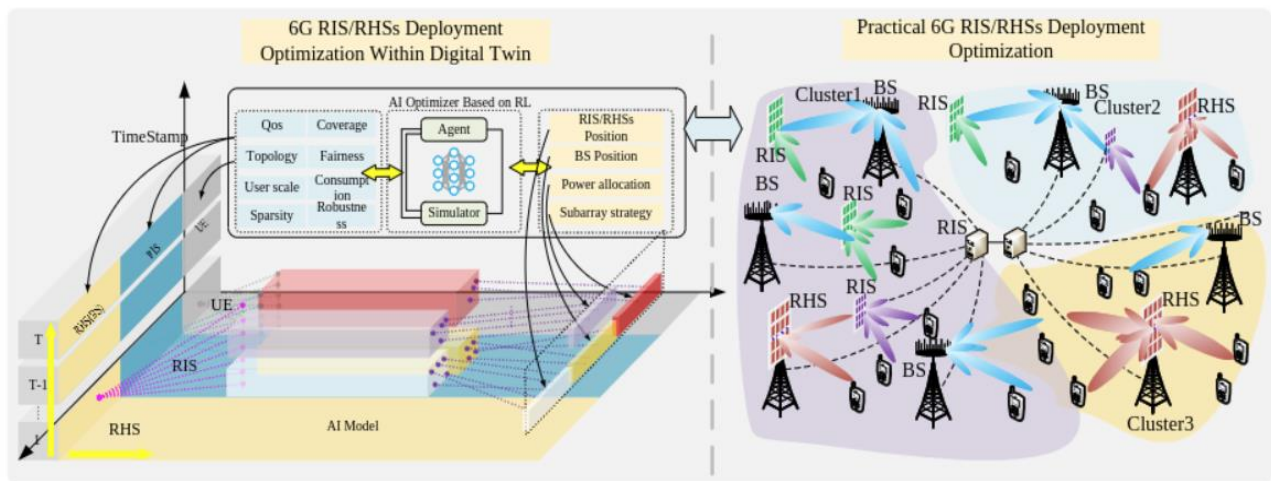 6G RIS/RHSs Deployment
Optimization Within Digital Twin
Practical 6G RIS/RHSs Deployment
Optimization
AI Optimizer Based on RL
Qos
Coverage
Topology
Fairness
User scale
Consumpt
ion
Sparsity
Robustne
ss
Agent
Simulator
RIS/RHSs
Position
BS Position
Power allocation
Subarray strategy
TimeStamp
UE
RIS
RHS(BS)
T
T-1
UE
RIS
RHS
AI Model
Cluster1
BS
RIS
BS
RIS
RIS
BS
Cluster2
RHS
RIS
BS
RHS
RIS
BS
RHS
Cluster3